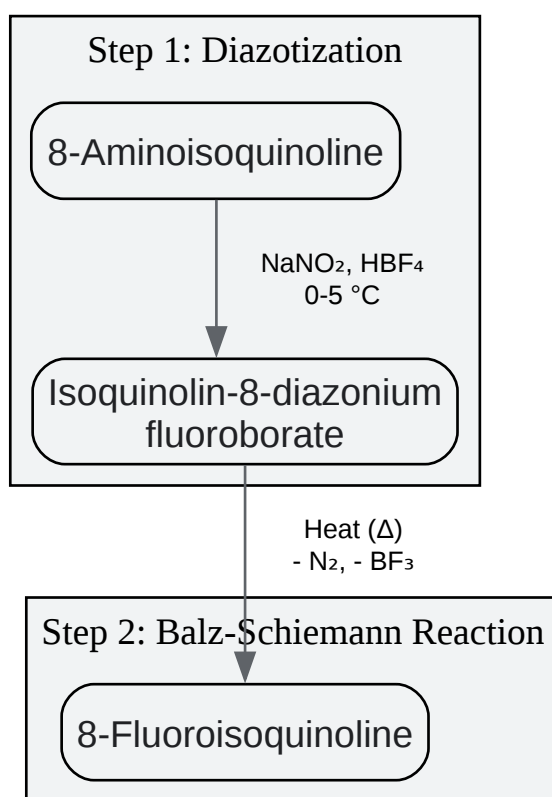 Step 1: Diazotization
8-Aminoisoquinoline
NaNO₂, HBF₄
0-5 °C
Isoquinolin-8-diazonium
fluoroborate
Heat (Δ)
- N₂, - BF₃
Step 2: Balz-Schiemann Reaction
8-Fluoroisoquinoline